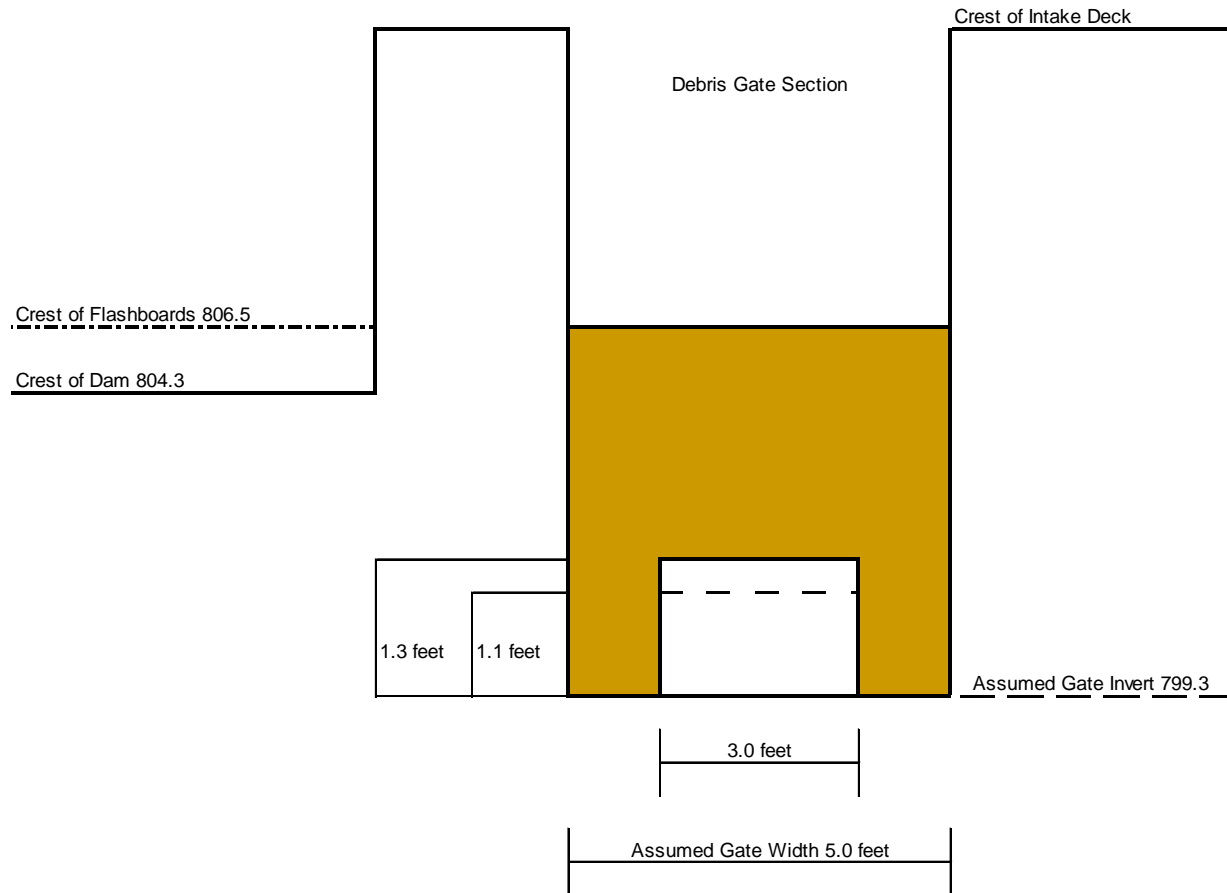 Crest of Intake Deck
Debris Gate Section
Crest of Flashboards 806.5
Crest of Dam 804.3
1.3 feet
1.1 feet
Assumed Gate Invert 799.3
3.0 feet
Assumed Gate Width 5.0 feet